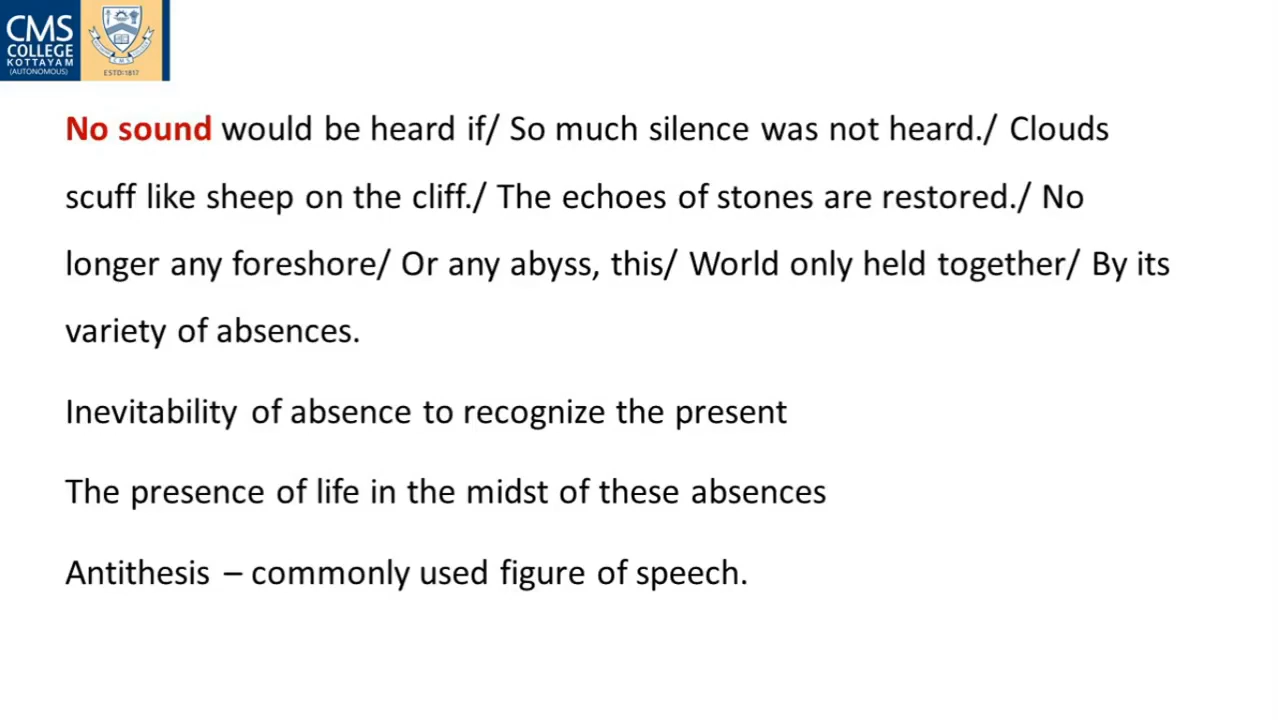 CMS
COLLEGE
KOTTAYAM
(AUTONOMOUS)
ESTD:1817
No sound would be heard if/ So much silence was not heard./ Clouds
scuff like sheep on the cliff./ The echoes of stones are restored./ No
longer any foreshore/ Or any abyss, this/ World only held together/ By its
variety of absences.
Inevitability of absence to recognize the present
The presence of life in the midst of these absences
Antithesis – commonly used figure of speech.